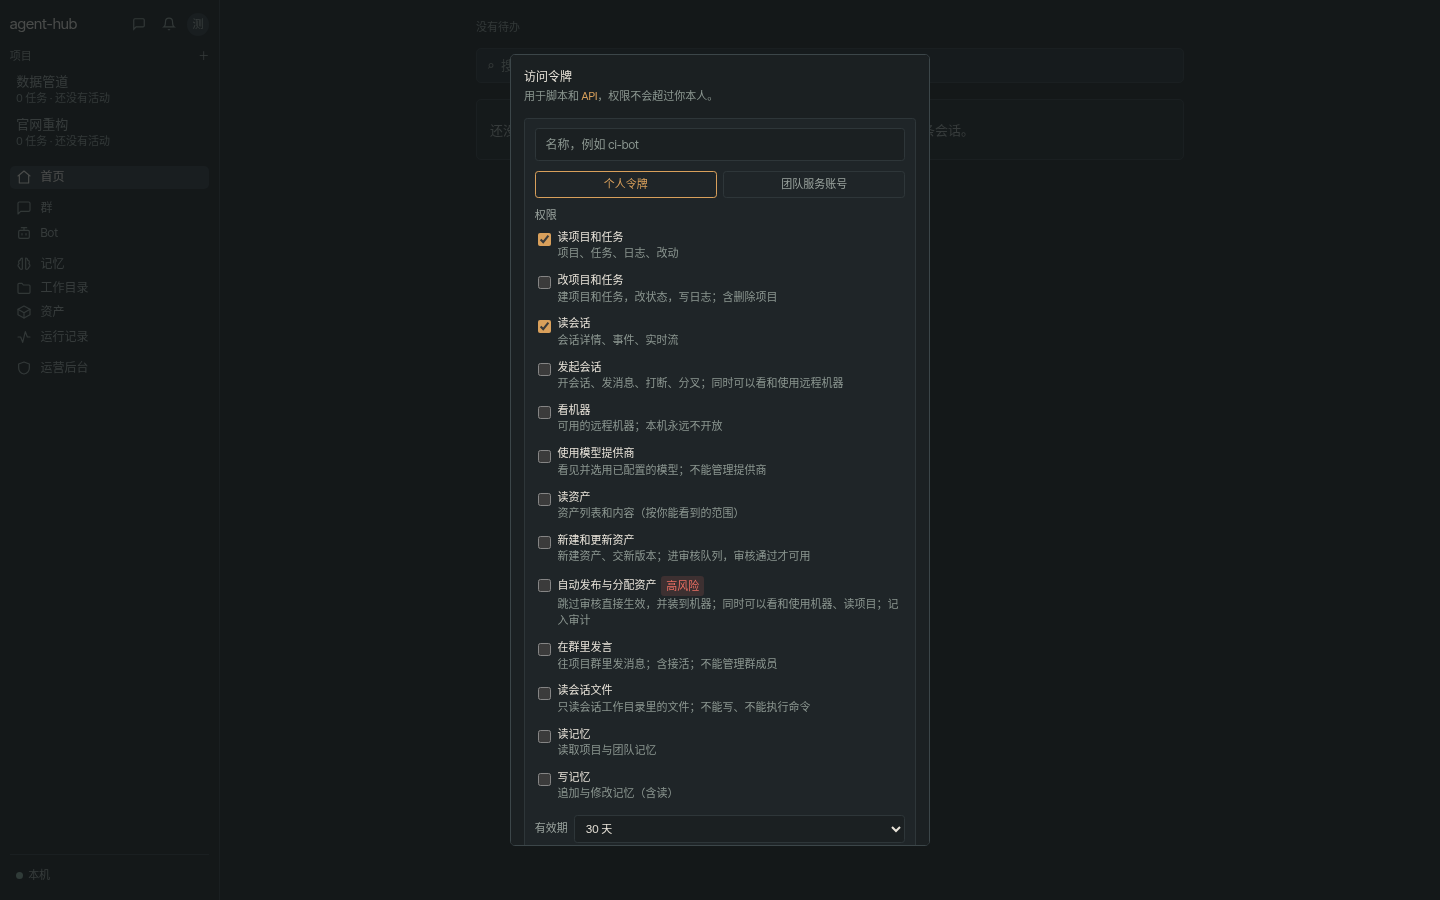 agent-hub
测
项目
+
数据管道
0 任务 · 还没有活动
官网重构
0 任务 · 还没有活动
首页
群
Bot
记忆
工作目录
资产
运行记录
运营后台
本机
没有待办
还没
条会话。
访问令牌
用于脚本和 API，权限不会超过你本人。
名称，例如 ci-bot
个人令牌
团队服务账号
权限
读项目和任务
项目、任务、日志、改动
改项目和任务
建项目和任务，改状态，写日志；含删除项目
读会话
会话详情、事件、实时流
发起会话
开会话、发消息、打断、分叉；同时可以看和使用远程机器
看机器
可用的远程机器；本机永远不开放
使用模型提供商
看见并选用已配置的模型；不能管理提供商
读资产
资产列表和内容（按你能看到的范围）
新建和更新资产
新建资产、交新版本；进审核队列，审核通过才可用
自动发布与分配资产 高风险
跳过审核直接生效，并装到机器；同时可以看和使用机器、读项目；记
入审计
在群里发言
往项目群里发消息；含接活；不能管理群成员
读会话文件
只读会话工作目录里的文件；不能写、不能执行命令
读记忆
读取项目与团队记忆
写记忆
追加与修改记忆（含读）
有效期 30 天